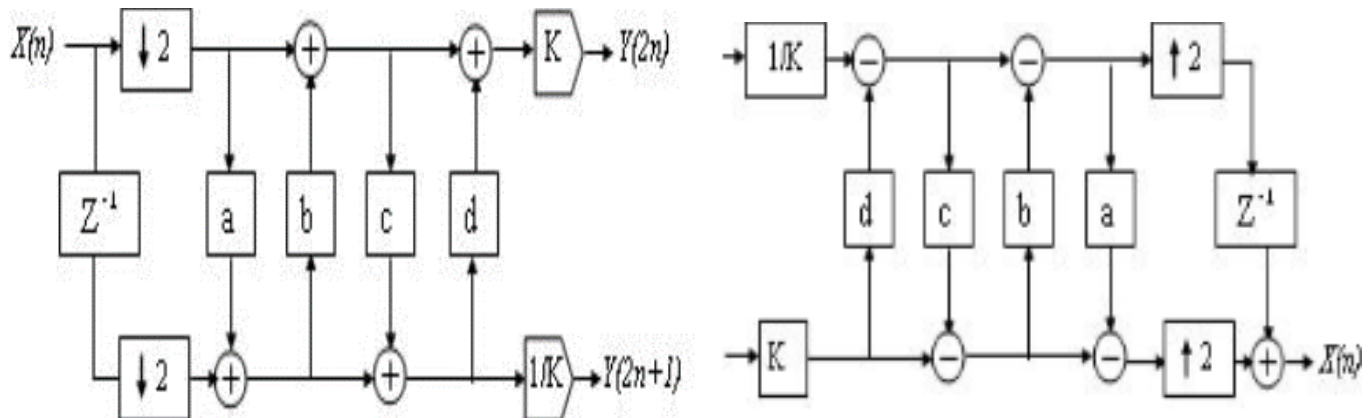 X(n)
↓ 2
+
+
K
Y(2n)
Z⁻¹
a
b
c
d
↓ 2
+
+
1/K
Y(2n+1)
1/K
−
−
↑ 2
d
c
b
a
Z⁻¹
K
−
−
↑ 2
+
X(n)